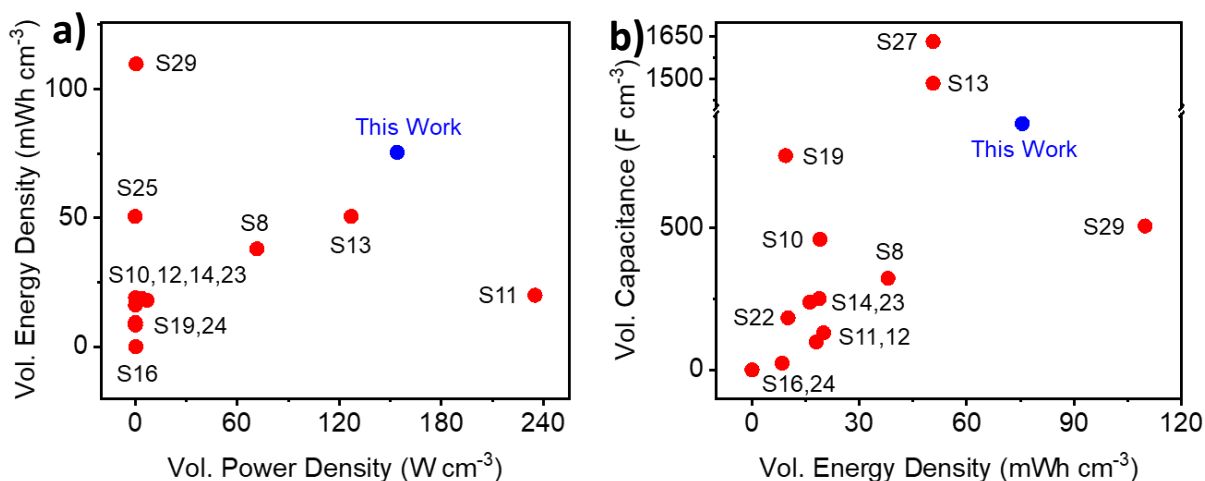 a)
Vol. Energy Density (mWh cm-3)
100
50
0
S29
This Work
S25
S8
S13
S10,12,14,23
S11
S19,24
S16
0 60 120 180 240
Vol. Power Density (W cm-3)
b)
Vol. Capacitance (F cm-3)
1650
1500
500
0
S27
S13
This Work
S19
S10
S29
S8
S14,23
S22
S11,12
S16,24
0 30 60 90 120
Vol. Energy Density (mWh cm-3)